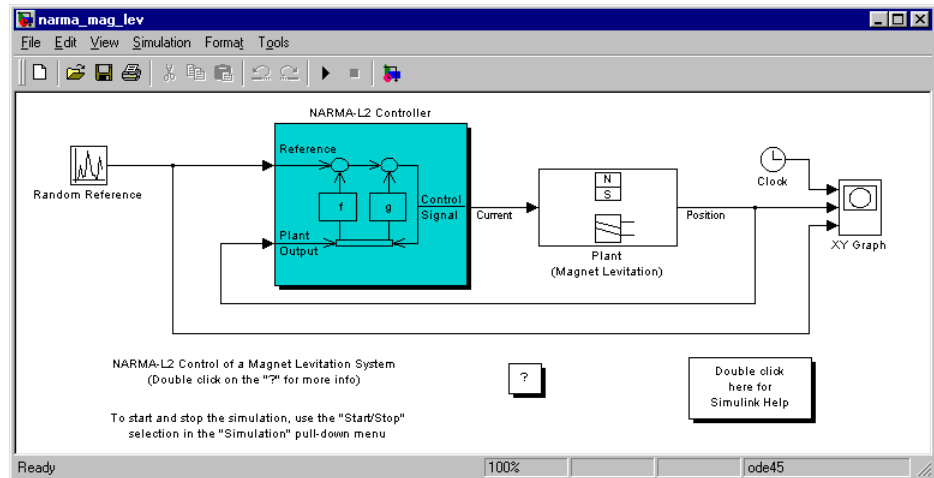 narma_mag_lev
File Edit View Simulation Format Tools
NARMA-L2 Controller
Reference
Random Reference
f
g
Control
Signal
Plant
Output
Current
N
S
Position
Plant
(Magnet Levitation)
Clock
XY Graph
NARMA-L2 Control of a Magnet Levitation System
(Double click on the "?" for more info)
?
Double click
here for
Simulink Help
To start and stop the simulation, use the "Start/Stop"
selection in the "Simulation" pull-down menu
Ready 100% ode45